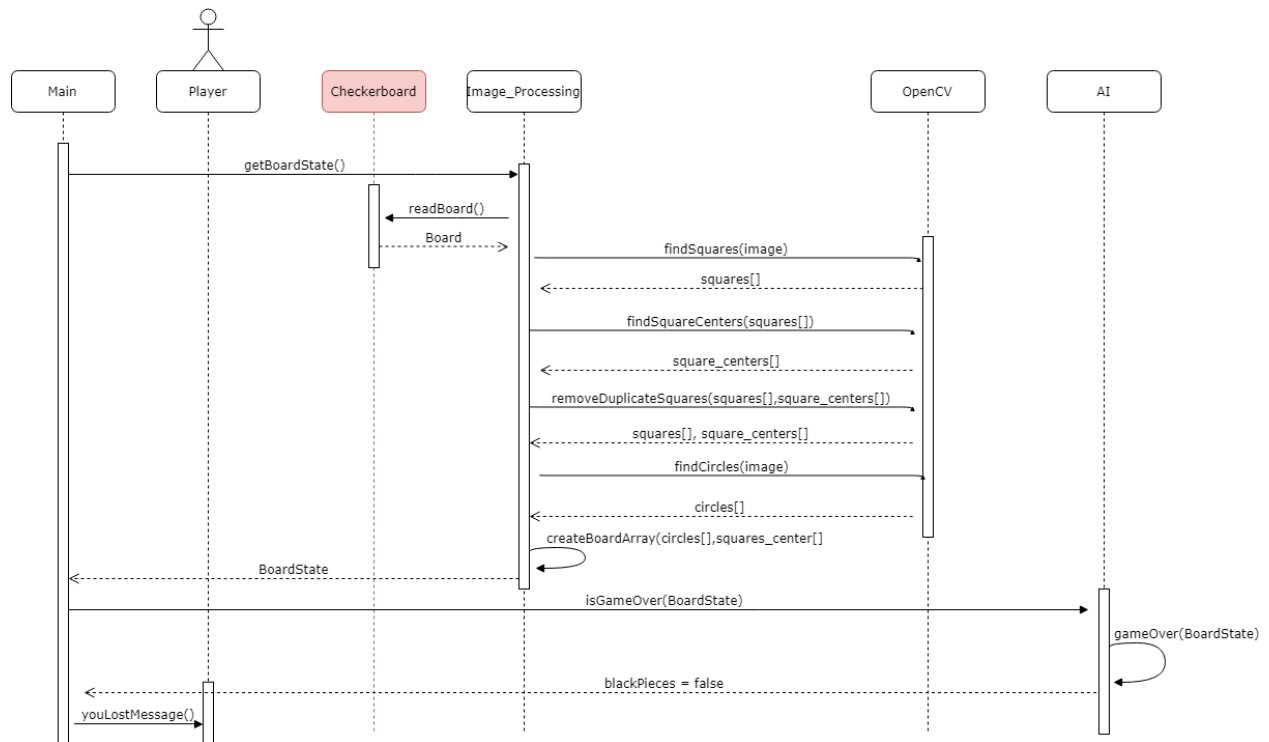 Main
Player
Checkerboard
Image_Processing
OpenCV
AI
getBoardState()
readBoard()
Board
findSquares(image)
squares[]
findSquareCenters(squares[])
square_centers[]
removeDuplicateSquares(squares[],square_centers[])
squares[], square_centers[]
findCircles(image)
circles[]
createBoardArray(circles[],squares_center[]
BoardState
isGameOver(BoardState)
gameOver(BoardState)
blackPieces = false
youLostMessage()